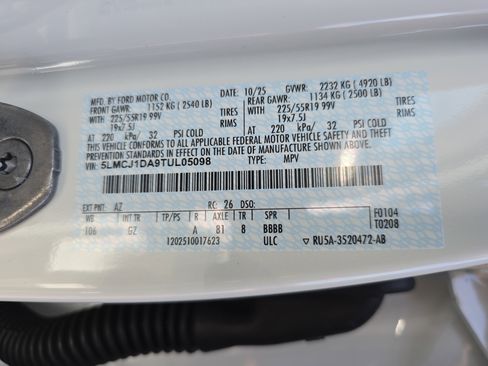 MFD. BY FORD MOTOR CO. 10/25 GVWR: 2232 KG ( 4920 LB)
FRONT GAWR: 1152 KG ( 2540 LB) REAR GAWR: 1134 KG ( 2500 LB)
225/55R19 99V TIRES 225/55R19 99V TIRES
19x7.5J RIMS 19x7.5J RIMS
AT 220 kPa/ 32 PSI COLD AT 220 kPa/ 32 PSI COLD
THIS VEHICLE CONFORMS TO ALL APPLICABLE FEDERAL MOTOR VEHICLE SAFETY AND THEFT PREVENTION STANDARDS IN EFFECT ON THE DATE OF MANUFACTURE SHOWN ABOVE.
VIN: 5LMCJ1DA9TUL05098 TYPE: MPV
EXT PNT: AZ RC: 26 DSO: F0104
WB INT TR TP/PS R AXLE TR SPR T0208
106 GZ A B1 8 BBBB
1202510017623 ULC RU5A-3520472-AB